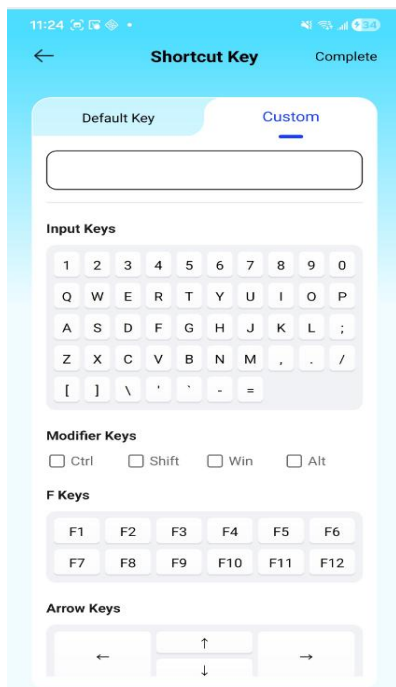 11:24 34
← Shortcut Key Complete
Default Key Custom
Input Keys
1 2 3 4 5 6 7 8 9 0
Q W E R T Y U I O P
A S D F G H J K L ;
Z X C V B N M , . /
[ ] \ ' ` - =
Modifier Keys
Ctrl Shift Win Alt
F Keys
F1 F2 F3 F4 F5 F6
F7 F8 F9 F10 F11 F12
Arrow Keys
↑
← →
↓